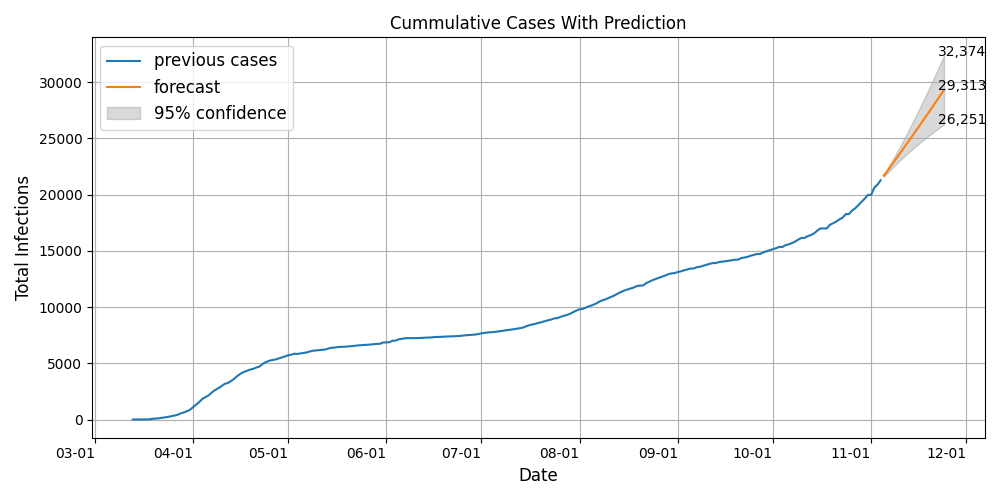 Cummulative Cases With Prediction
previous cases
forecast
95% confidence
32,374
29,313
26,251
30000
25000
20000
15000
10000
5000
0
Total Infections
03-01 04-01 05-01 06-01 07-01 08-01 09-01 10-01 11-01 12-01
Date